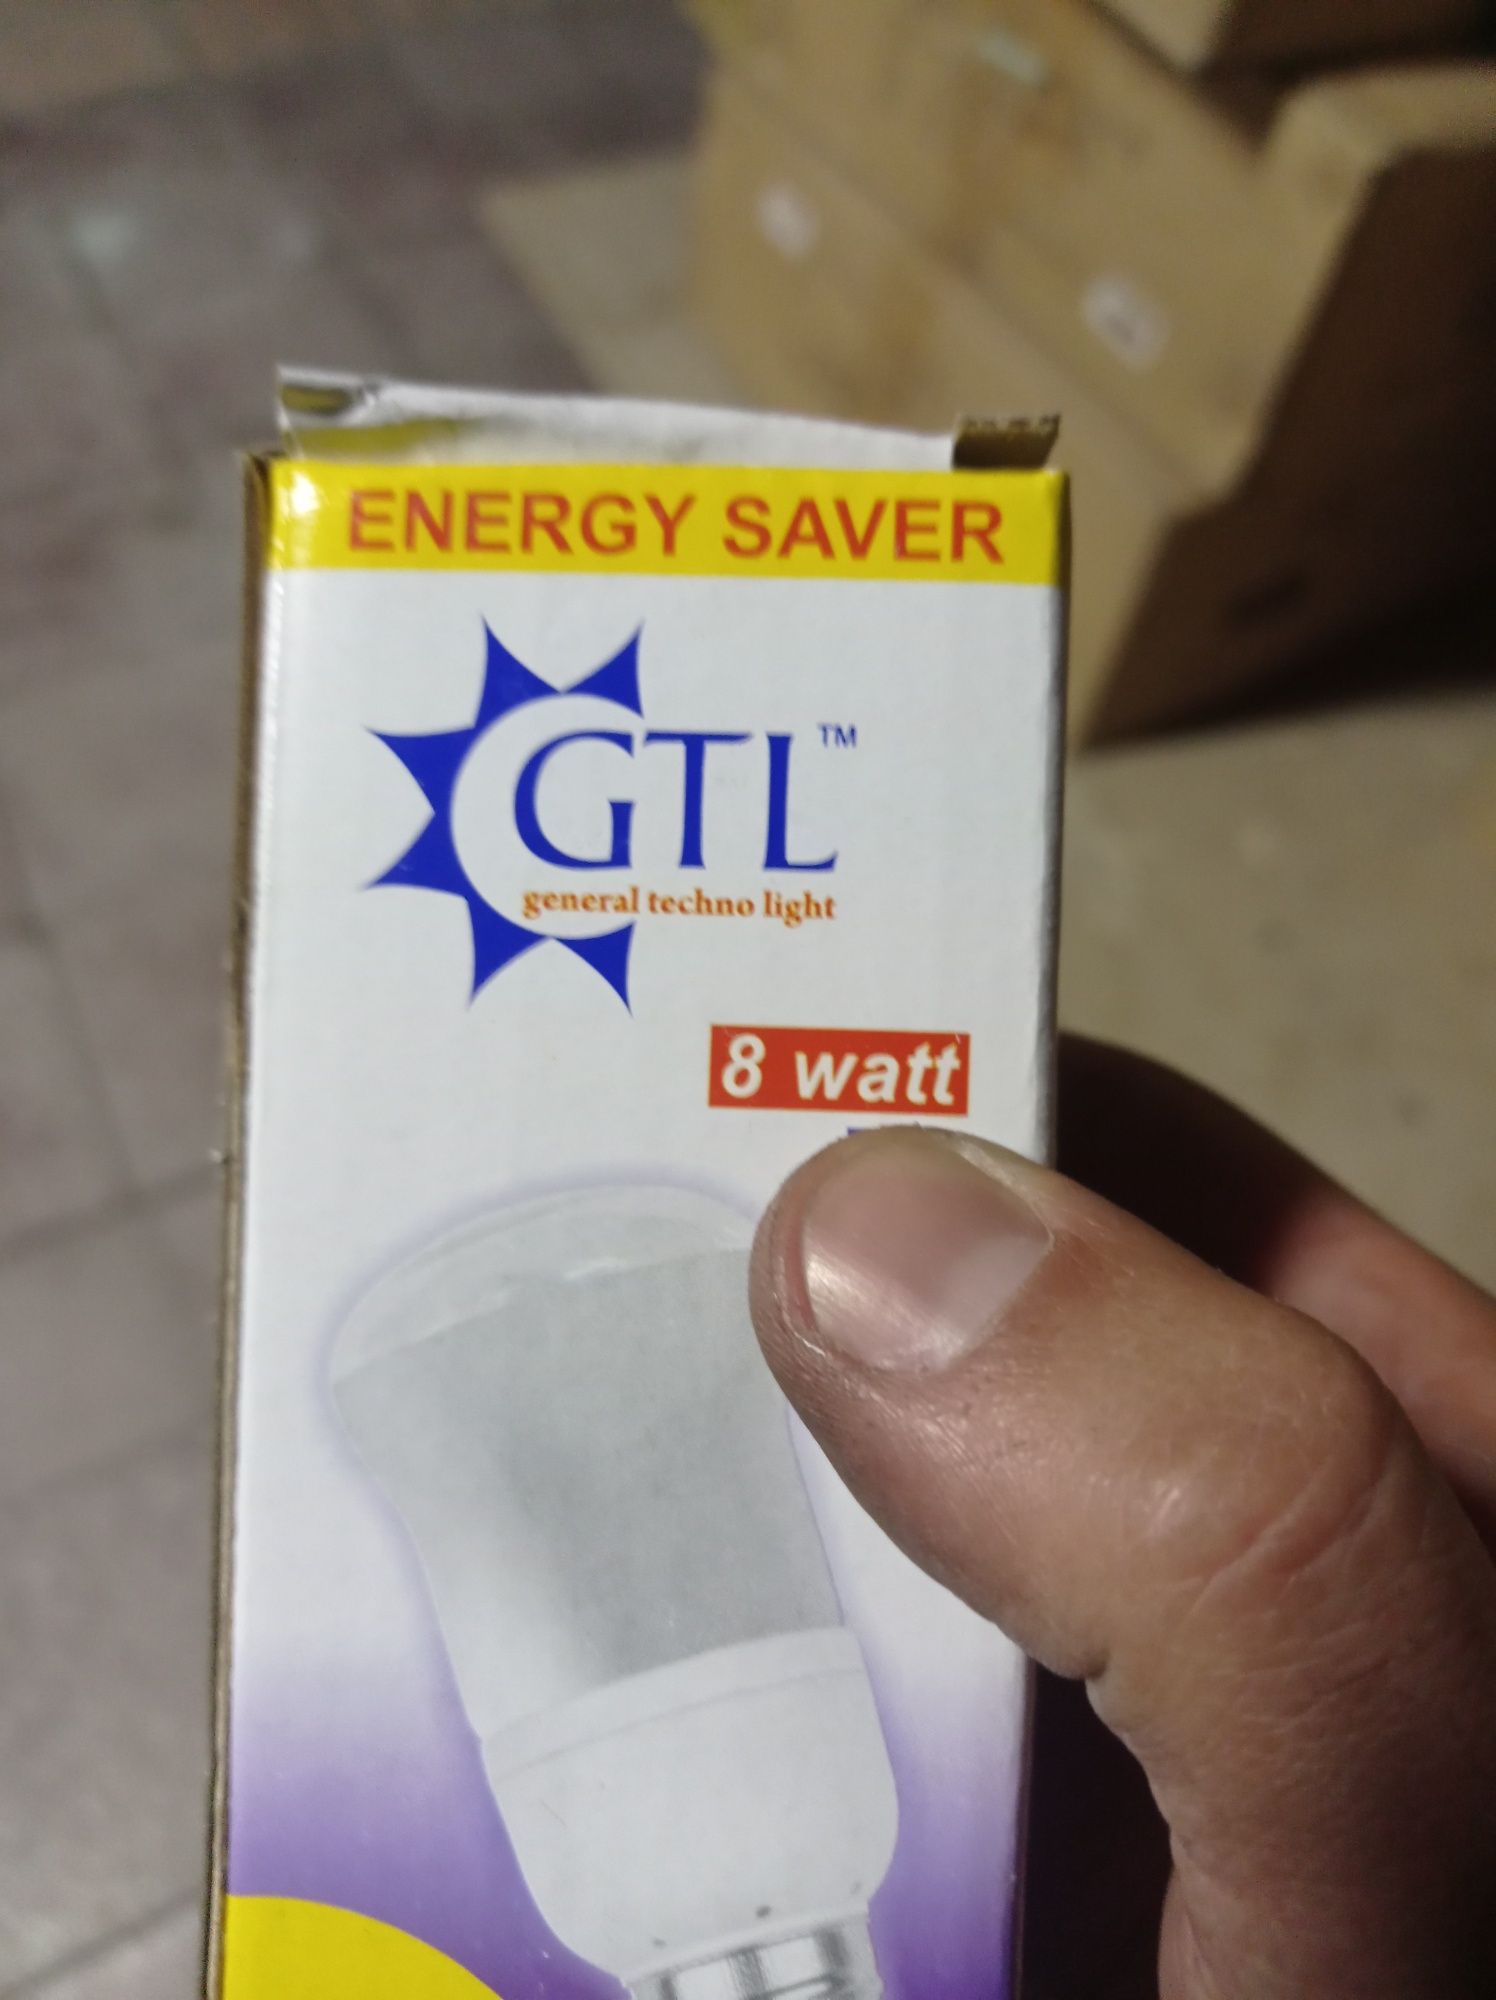 ENERGY SAVER
GTL™
general techno light
8 watt